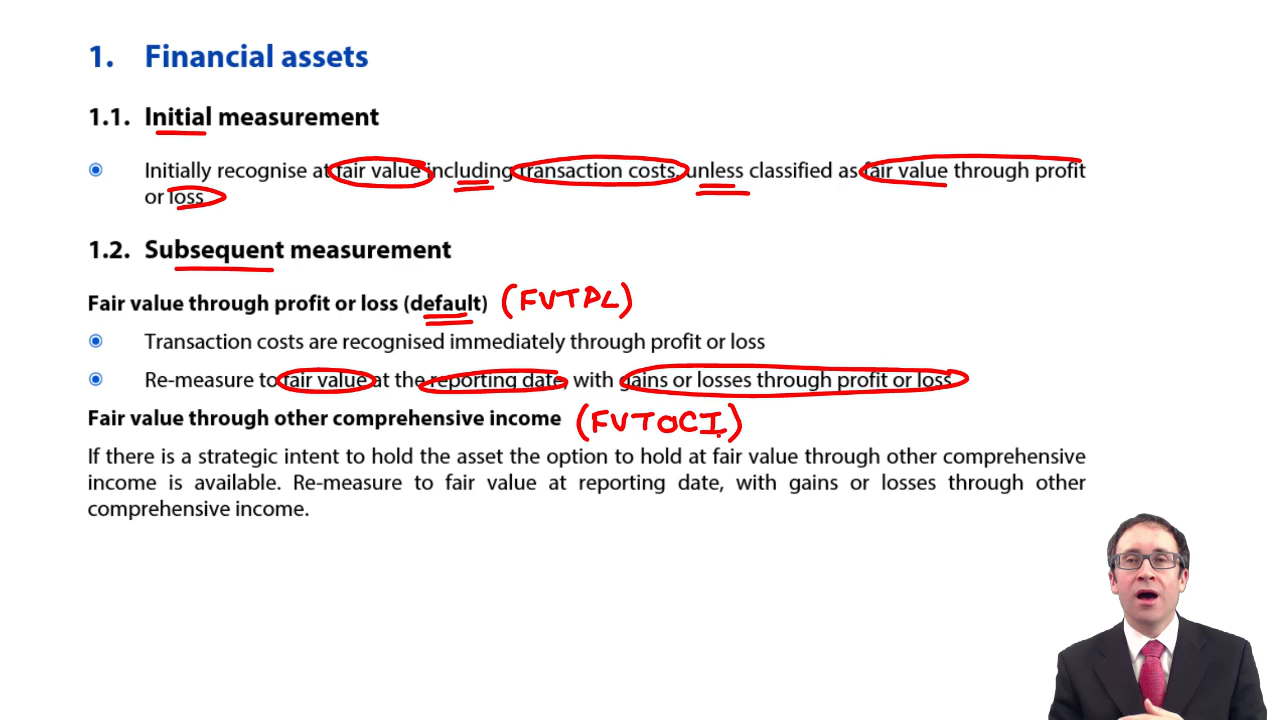 1. Financial assets
1.1. Initial measurement
Initially recognise at fair value including transaction costs, unless classified as fair value through profit
or loss
1.2. Subsequent measurement
Fair value through profit or loss (default) (FVTPL)
Transaction costs are recognised immediately through profit or loss
Re-measure to fair value at the reporting date, with gains or losses through profit or loss
Fair value through other comprehensive income (FVTOCI)
If there is a strategic intent to hold the asset the option to hold at fair value through other comprehensive
income is available. Re-measure to fair value at reporting date, with gains or losses through other
comprehensive income.